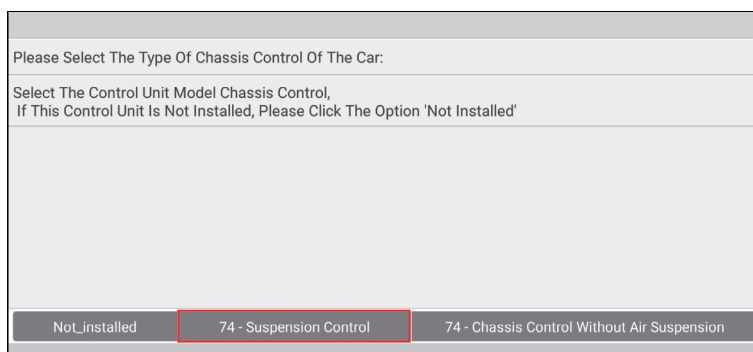 Please Select The Type Of Chassis Control Of The Car:
Select The Control Unit Model Chassis Control,
If This Control Unit Is Not Installed, Please Click The Option 'Not Installed'
Not_installed
74 - Suspension Control
74 - Chassis Control Without Air Suspension